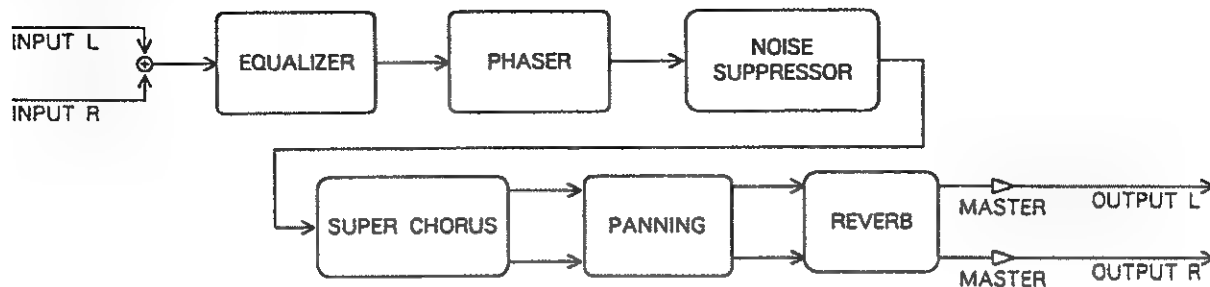 INPUT L
INPUT R
EQUALIZER
PHASER
NOISE
SUPPRESSOR
SUPER CHORUS
PANNING
REVERB
MASTER
OUTPUT L
MASTER
OUTPUT R